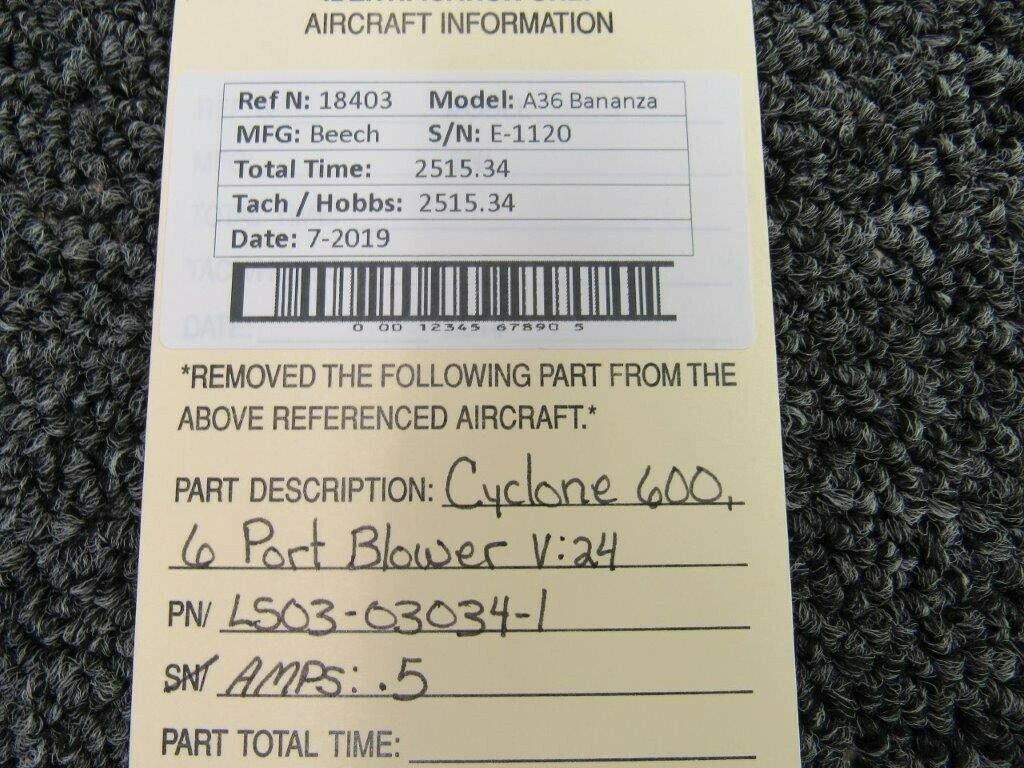 AIRCRAFT INFORMATION
Ref N: 18403 Model: A36 Bananza
MFG: Beech S/N: E-1120
Total Time: 2515.34
Tach / Hobbs: 2515.34
Date: 7-2019
0 00 12345 67890 5
*REMOVED THE FOLLOWING PART FROM THE
ABOVE REFERENCED AIRCRAFT.*
PART DESCRIPTION: Cyclone 600,
6 Port Blower V:24
PN/ LS03-03034-1
SN/ AMPS: .5
PART TOTAL TIME: